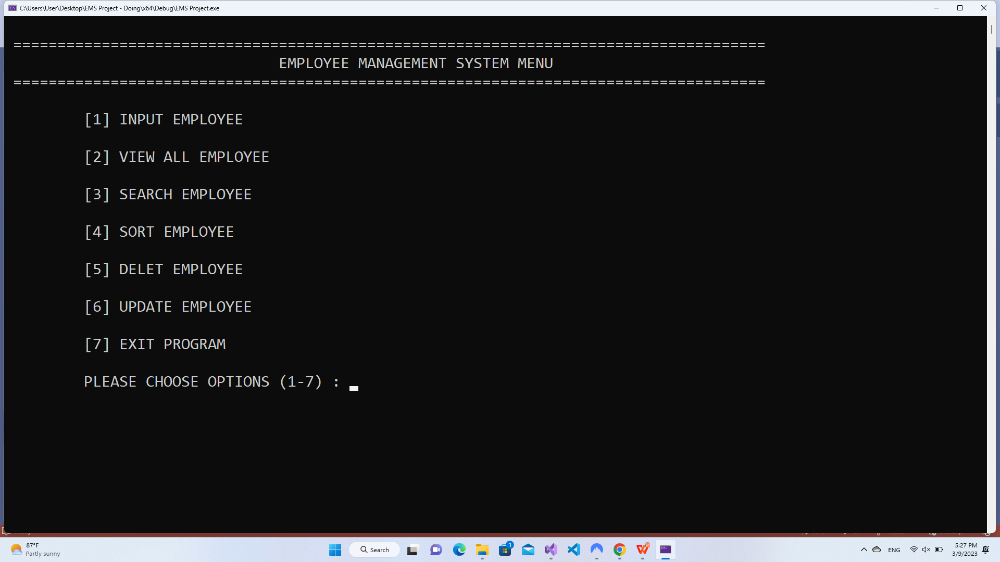 C:\Users\User\Desktop\EMS Project - Doing\x64\Debug\EMS Project.exe
=====================================================================================
EMPLOYEE MANAGEMENT SYSTEM MENU
=====================================================================================
[1] INPUT EMPLOYEE
[2] VIEW ALL EMPLOYEE
[3] SEARCH EMPLOYEE
[4] SORT EMPLOYEE
[5] DELET EMPLOYEE
[6] UPDATE EMPLOYEE
[7] EXIT PROGRAM
PLEASE CHOOSE OPTIONS (1-7) :
87°F
Partly sunny
Search
1
ENG
5:27 PM
3/9/2023